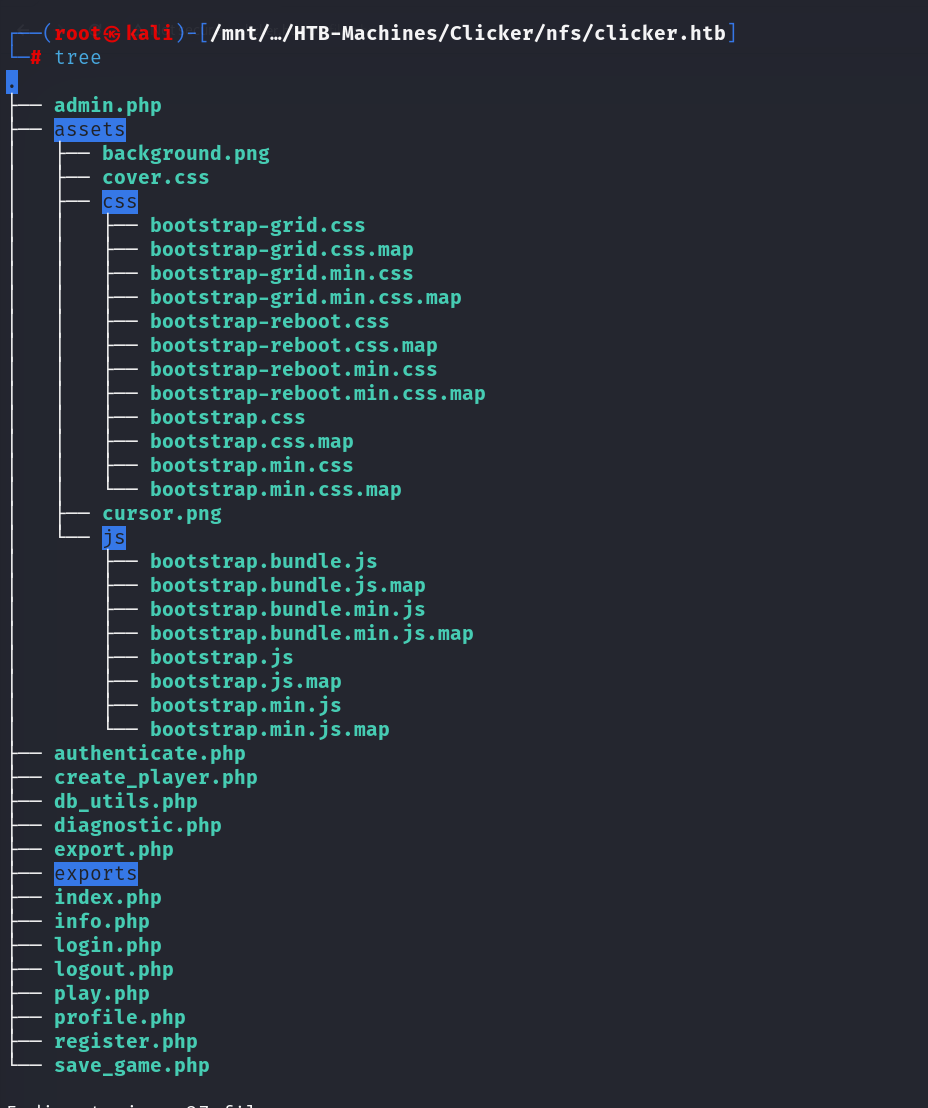 ┌──(root㉿kali)-[/mnt/…/HTB-Machines/Clicker/nfs/clicker.htb]
└─# tree
.
├── admin.php
├── assets
│   ├── background.png
│   ├── cover.css
│   ├── css
│   │   ├── bootstrap-grid.css
│   │   ├── bootstrap-grid.css.map
│   │   ├── bootstrap-grid.min.css
│   │   ├── bootstrap-grid.min.css.map
│   │   ├── bootstrap-reboot.css
│   │   ├── bootstrap-reboot.css.map
│   │   ├── bootstrap-reboot.min.css
│   │   ├── bootstrap-reboot.min.css.map
│   │   ├── bootstrap.css
│   │   ├── bootstrap.css.map
│   │   ├── bootstrap.min.css
│   │   └── bootstrap.min.css.map
│   ├── cursor.png
│   └── js
│       ├── bootstrap.bundle.js
│       ├── bootstrap.bundle.js.map
│       ├── bootstrap.bundle.min.js
│       ├── bootstrap.bundle.min.js.map
│       ├── bootstrap.js
│       ├── bootstrap.js.map
│       ├── bootstrap.min.js
│       └── bootstrap.min.js.map
├── authenticate.php
├── create_player.php
├── db_utils.php
├── diagnostic.php
├── export.php
├── exports
├── index.php
├── info.php
├── login.php
├── logout.php
├── play.php
├── profile.php
├── register.php
└── save_game.php